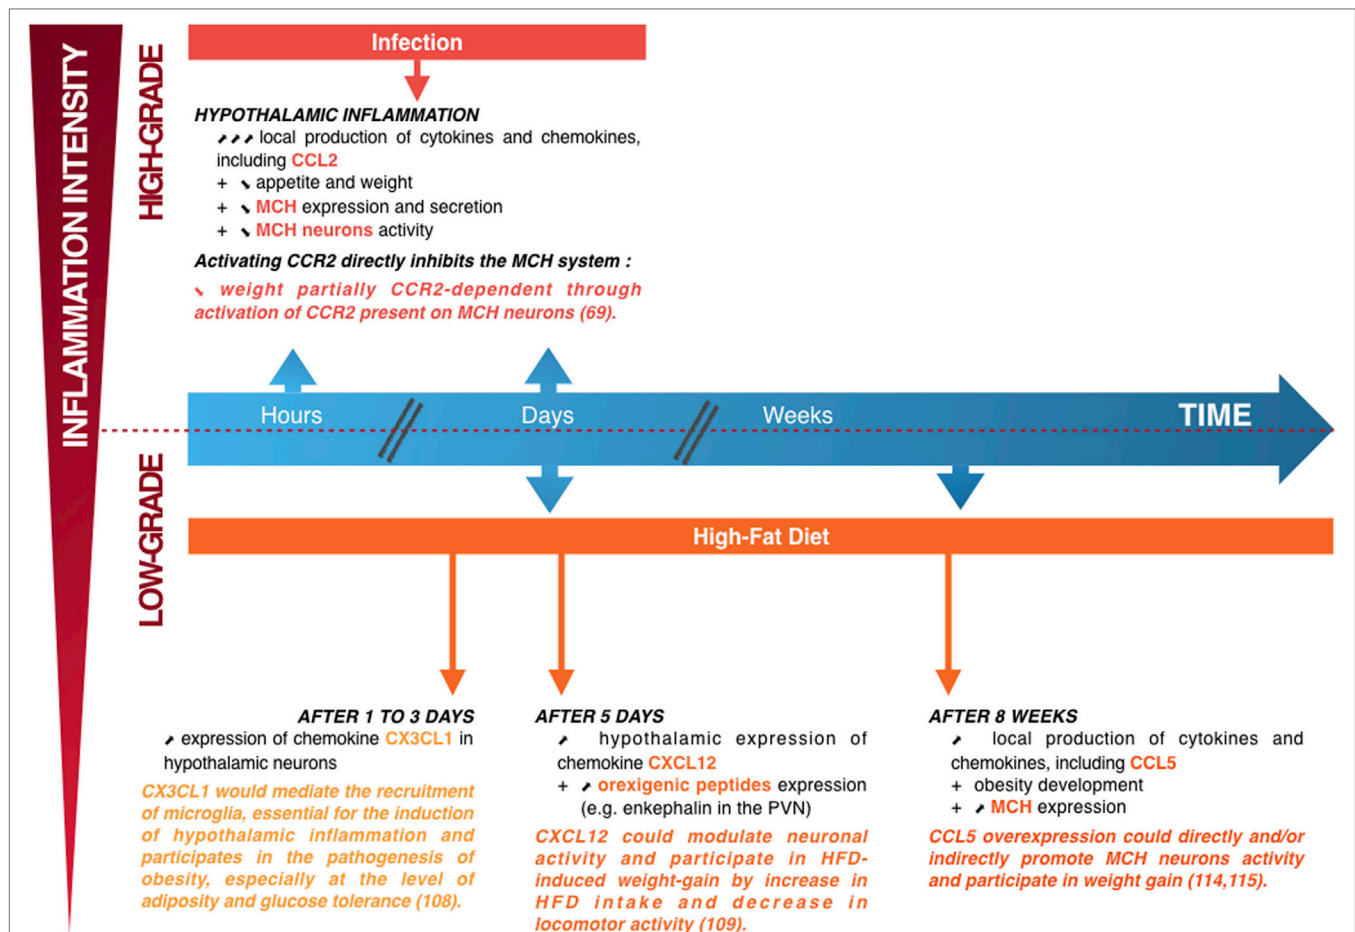 INFLAMMATION INTENSITY
HIGH-GRADE
LOW-GRADE
Infection
HYPOTHALAMIC INFLAMMATION
➚➚➚ local production of cytokines and chemokines,
including CCL2
+ ➘ appetite and weight
+ ➘ MCH expression and secretion
+ ➘ MCH neurons activity
Activating CCR2 directly inhibits the MCH system :
➘ weight partially CCR2-dependent through
activation of CCR2 present on MCH neurons (69).
Hours // Days // Weeks TIME
High-Fat Diet
AFTER 1 TO 3 DAYS
➚ expression of chemokine CX3CL1 in
hypothalamic neurons
CX3CL1 would mediate the recruitment
of microglia, essential for the induction
of hypothalamic inflammation and
participates in the pathogenesis of
obesity, especially at the level of
adiposity and glucose tolerance (108).
AFTER 5 DAYS
➚ hypothalamic expression of
chemokine CXCL12
+ ➚ orexigenic peptides expression
(e.g. enkephalin in the PVN)
CXCL12 could modulate neuronal
activity and participate in HFD-
induced weight-gain by increase in
HFD intake and decrease in
locomotor activity (109).
AFTER 8 WEEKS
➚ local production of cytokines and
chemokines, including CCL5
+ obesity development
+ ➚ MCH expression
CCL5 overexpression could directly and/or
indirectly promote MCH neurons activity
and participate in weight gain (114,115).